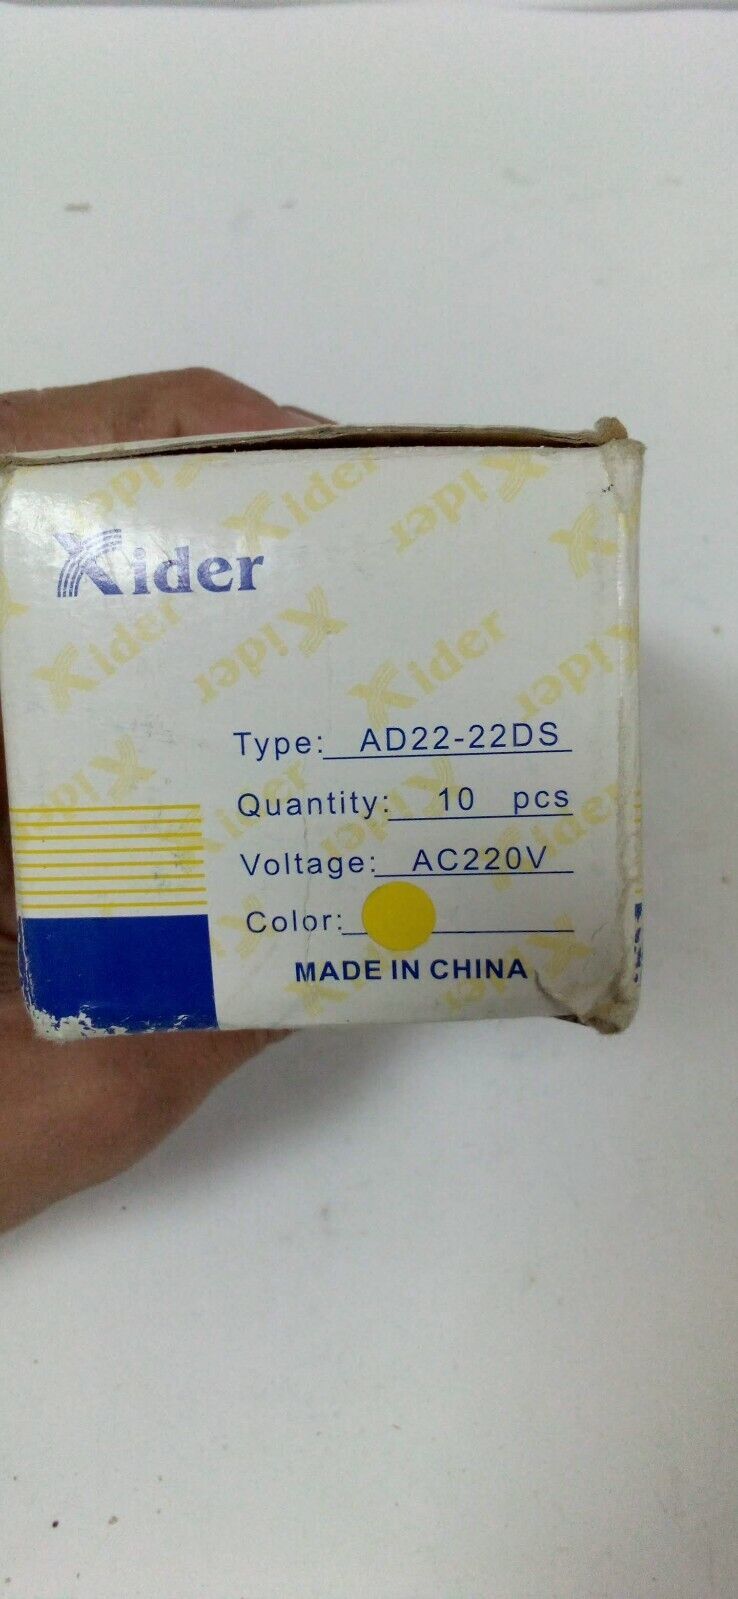 Xider
Type: AD22-22DS
Quantity: 10 pcs
Voltage: AC220V
Color:
MADE IN CHINA